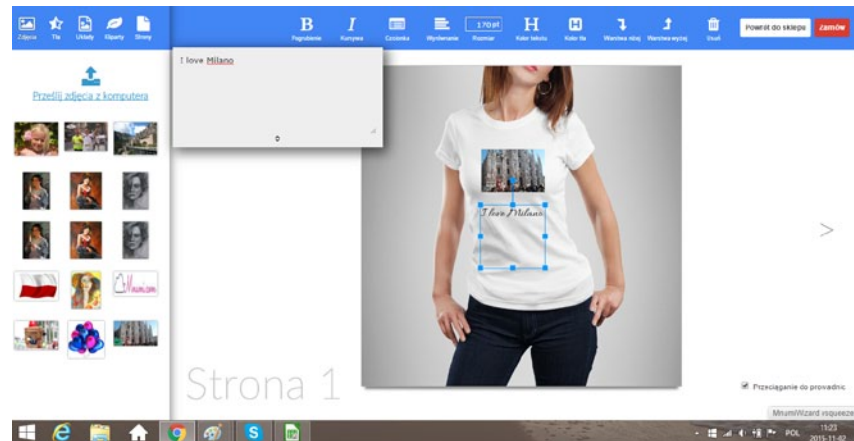 Zdjęcia Tła Układy Kliparty Strony
B I 170 pt H H
Pogrubienie Kursywa Czcionka Wyrównanie Rozmiar Kolor tekstu Kolor tła Warstwa niżej Warstwa wyżej Usuń
Powrót do sklepu Zamów
I love Milano
Prześlij zdjęcia z komputera
I love Milano
>
Strona 1
Przeciąganie do prowadnic
MnumiWizard vsqueeze
POL
11:23
2015-11-02